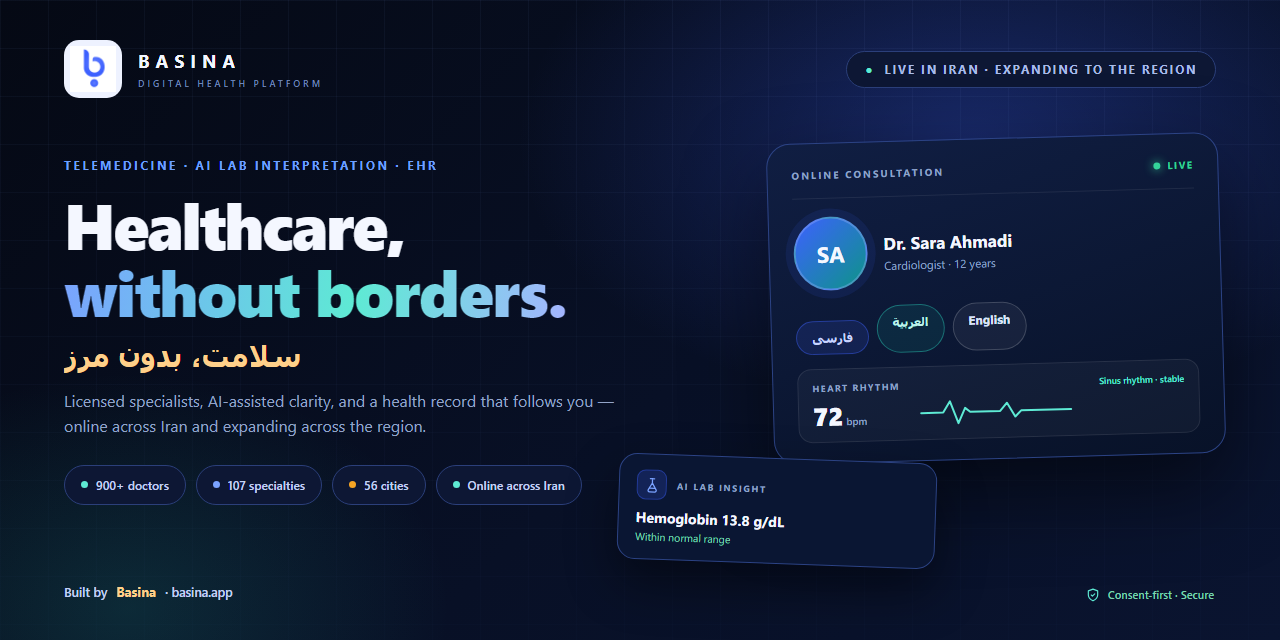 BASINA
DIGITAL HEALTH PLATFORM
LIVE IN IRAN · EXPANDING TO THE REGION
TELEMEDICINE · AI LAB INTERPRETATION · EHR
Healthcare,
without borders.
سلامت، بدون مرز
Licensed specialists, AI-assisted clarity, and a health record that follows you —
online across Iran and expanding across the region.
900+ doctors
107 specialties
56 cities
Online across Iran
ONLINE CONSULTATION
LIVE
SA
Dr. Sara Ahmadi
Cardiologist · 12 years
فارسی
العربية
English
HEART RHYTHM
Sinus rhythm · stable
72 bpm
AI LAB INSIGHT
Hemoglobin 13.8 g/dL
Within normal range
Built by Basina · basina.app
Consent-first · Secure